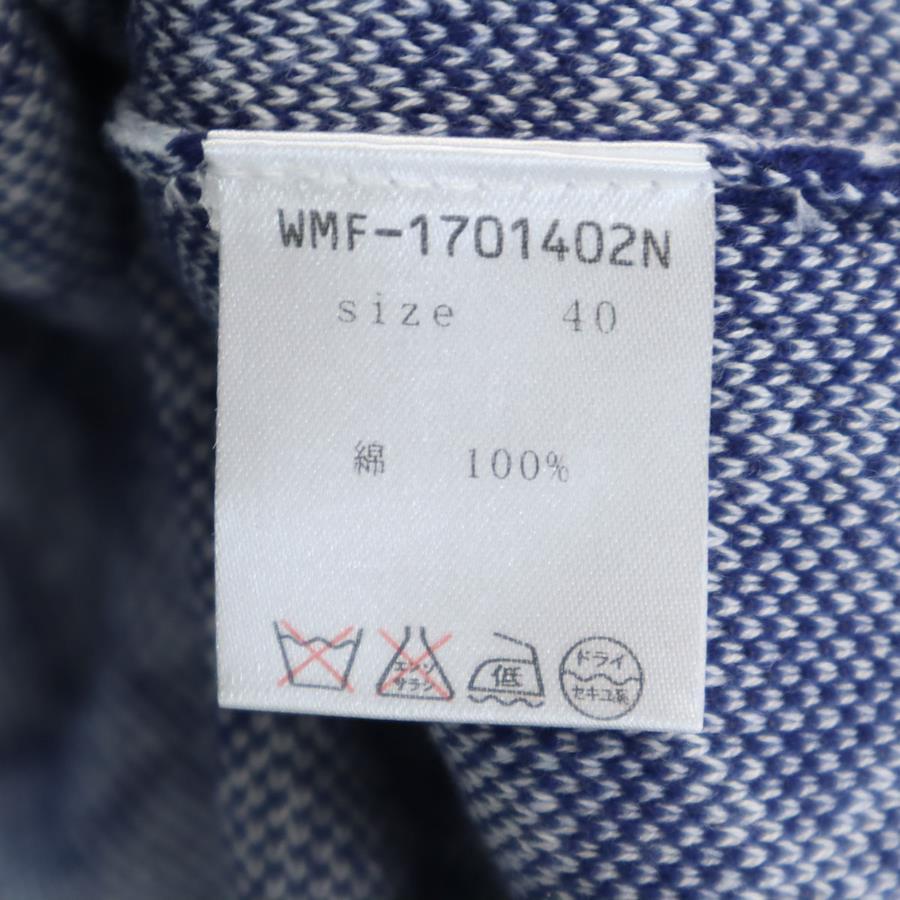 WMF-1701402N
size 40
綿 100%
エンソ
サラシ
低
ドライ
セキユ系